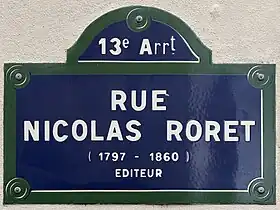 13e Arrt
RUE
NICOLAS RORET
( 1797 - 1860 )
EDITEUR